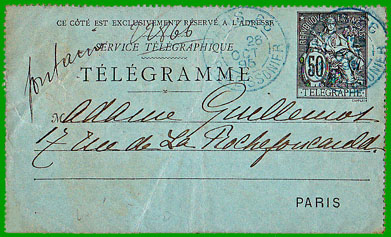 CE CÔTÉ EST EXCLUSIVEMENT RÉSERVÉ A L'ADRESSE
SERVICE TÉLÉGRAPHIQUE
TÉLÉGRAMME
50
TÉLÉGRAPHE
Madame Guillemot
17 Rue de La Rochefoucauld
PARIS